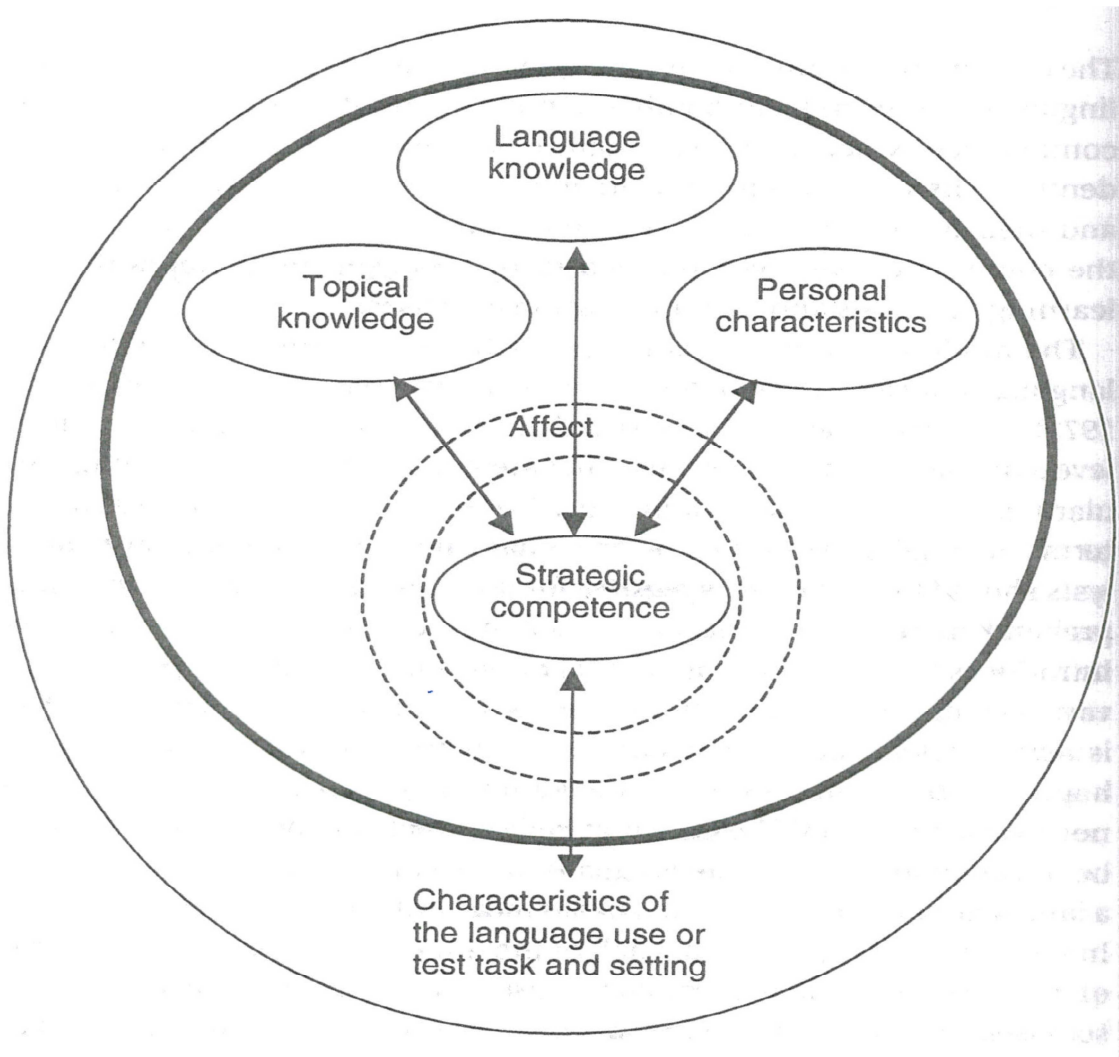 Language
knowledge
Topical
knowledge
Personal
characteristics
Affect
Strategic
competence
Characteristics of
the language use or
test task and setting